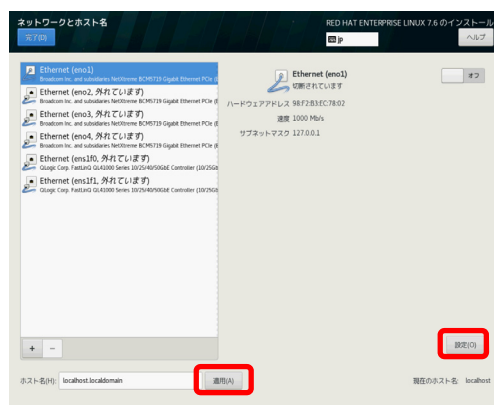 ネットワークとホスト名
RED HAT ENTERPRISE LINUX 7.6 のインストール
完了(D)
jp
ヘルプ
Ethernet (eno1)
Broadcom Inc. and subsidiaries NetXtreme BCM5719 Gigabit Ethernet PCIe (E
Ethernet (eno2, 外れています)
Broadcom Inc. and subsidiaries NetXtreme BCM5719 Gigabit Ethernet PCIe (E
Ethernet (eno3, 外れています)
Broadcom Inc. and subsidiaries NetXtreme BCM5719 Gigabit Ethernet PCIe (E
Ethernet (eno4, 外れています)
Broadcom Inc. and subsidiaries NetXtreme BCM5719 Gigabit Ethernet PCIe (E
Ethernet (ens1f0, 外れています)
QLogic Corp. FastLinQ QL41000 Series 10/25/40/50GbE Controller (10/25Gb
Ethernet (ens1f1, 外れています)
QLogic Corp. FastLinQ QL41000 Series 10/25/40/50GbE Controller (10/25Gb
Ethernet (eno1)
切断されています
オフ
ハードウェアアドレス 98:F2:B3:EC:78:02
速度 1000 Mb/s
サブネットマスク 127.0.0.1
+ −
設定(O)
ホスト名(H): localhost.localdomain
適用(A)
現在のホスト名: localhost